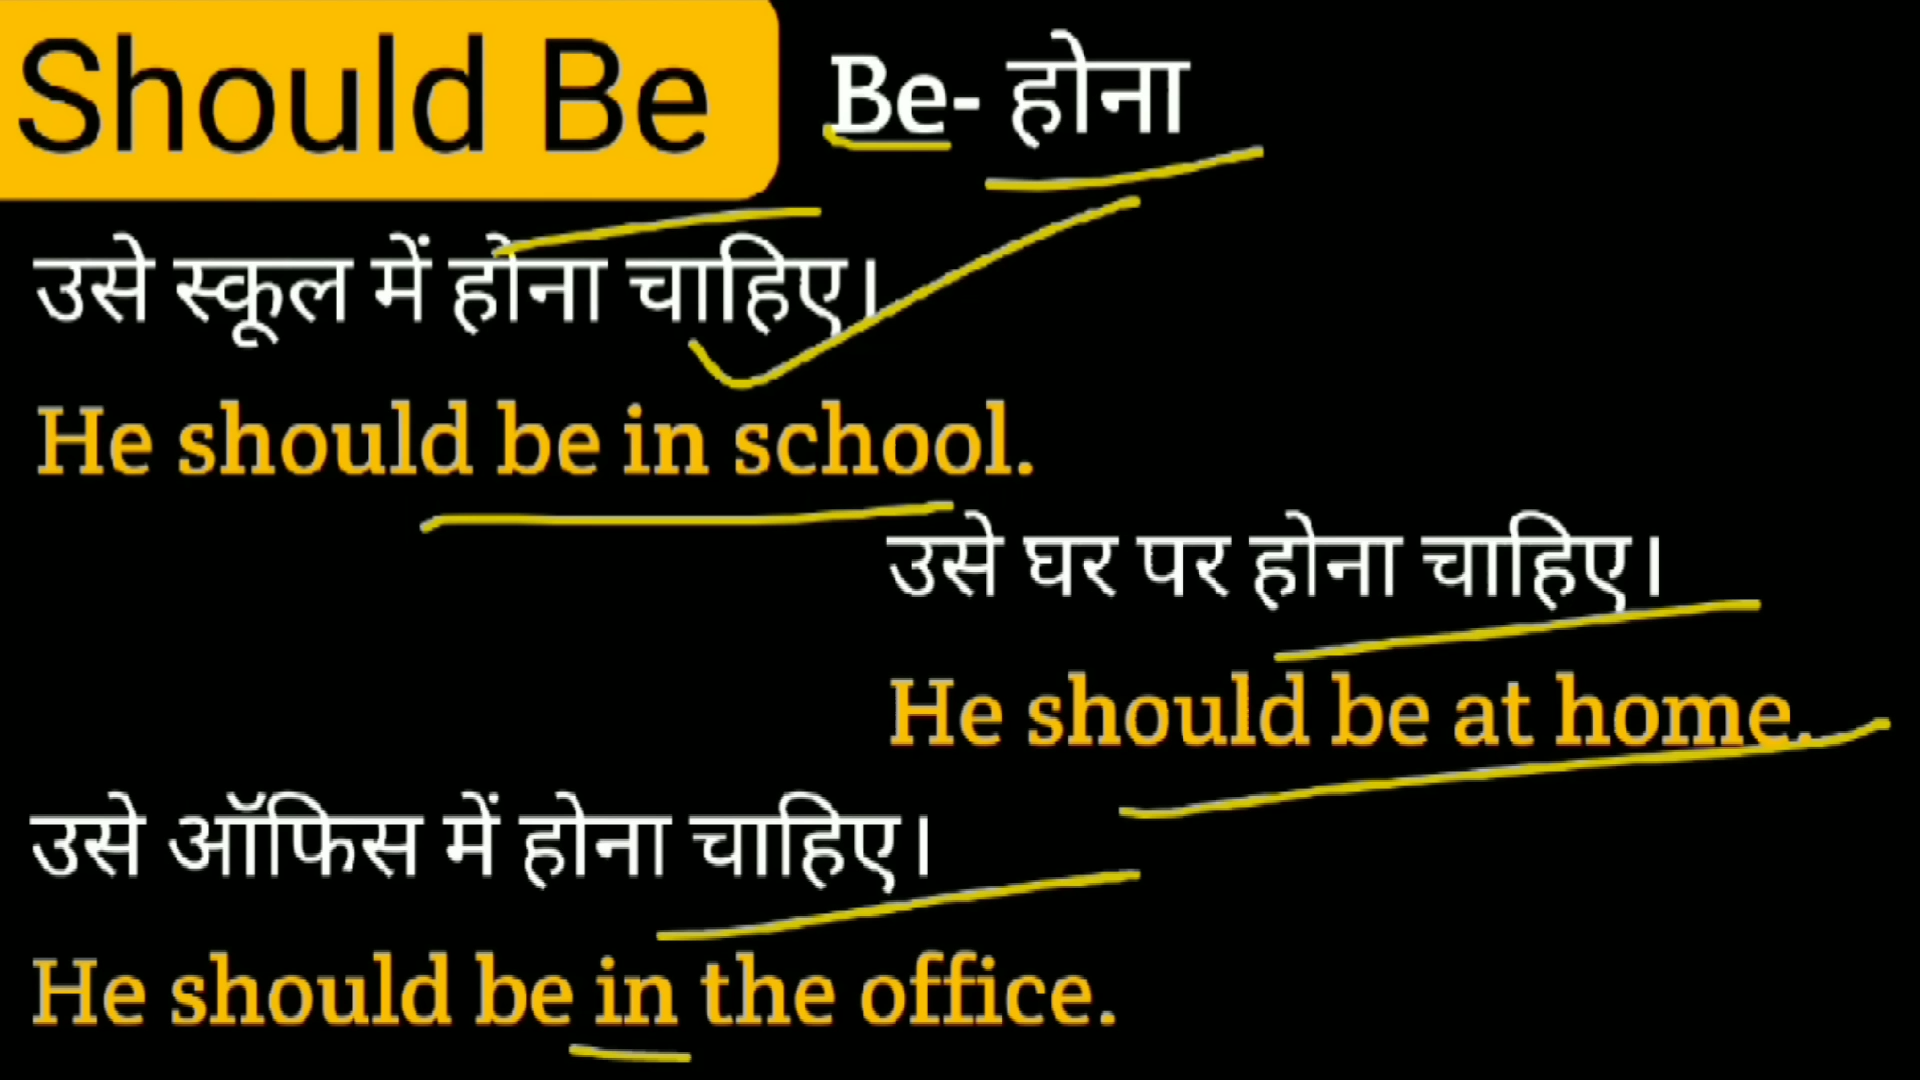 Should Be
Be- होना
उसे स्कूल में होना चाहिए।
He should be in school.
उसे घर पर होना चाहिए।
He should be at home.
उसे ऑफिस में होना चाहिए।
He should be in the office.